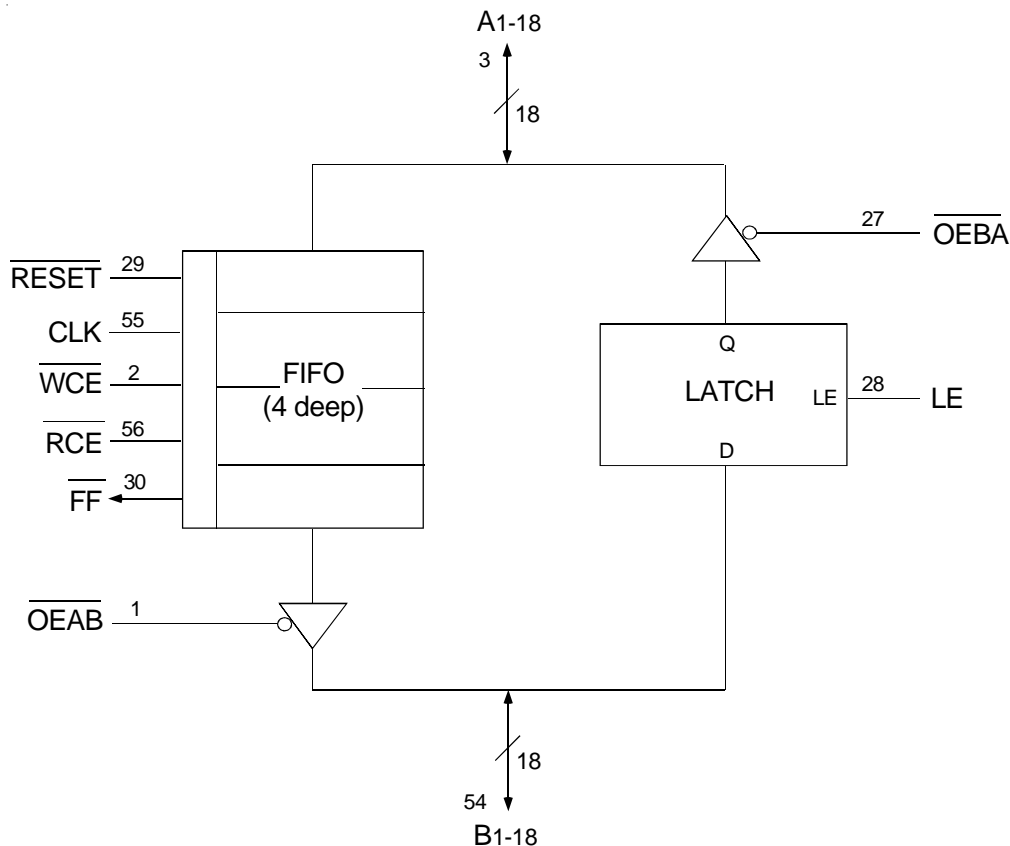 A1-18
3
18
27
OEBA
RESET
29
CLK
55
WCE
2
RCE
56
FF
30
FIFO
(4 deep)
Q
LATCH
LE
28
LE
D
OEAB
1
18
54
B1-18